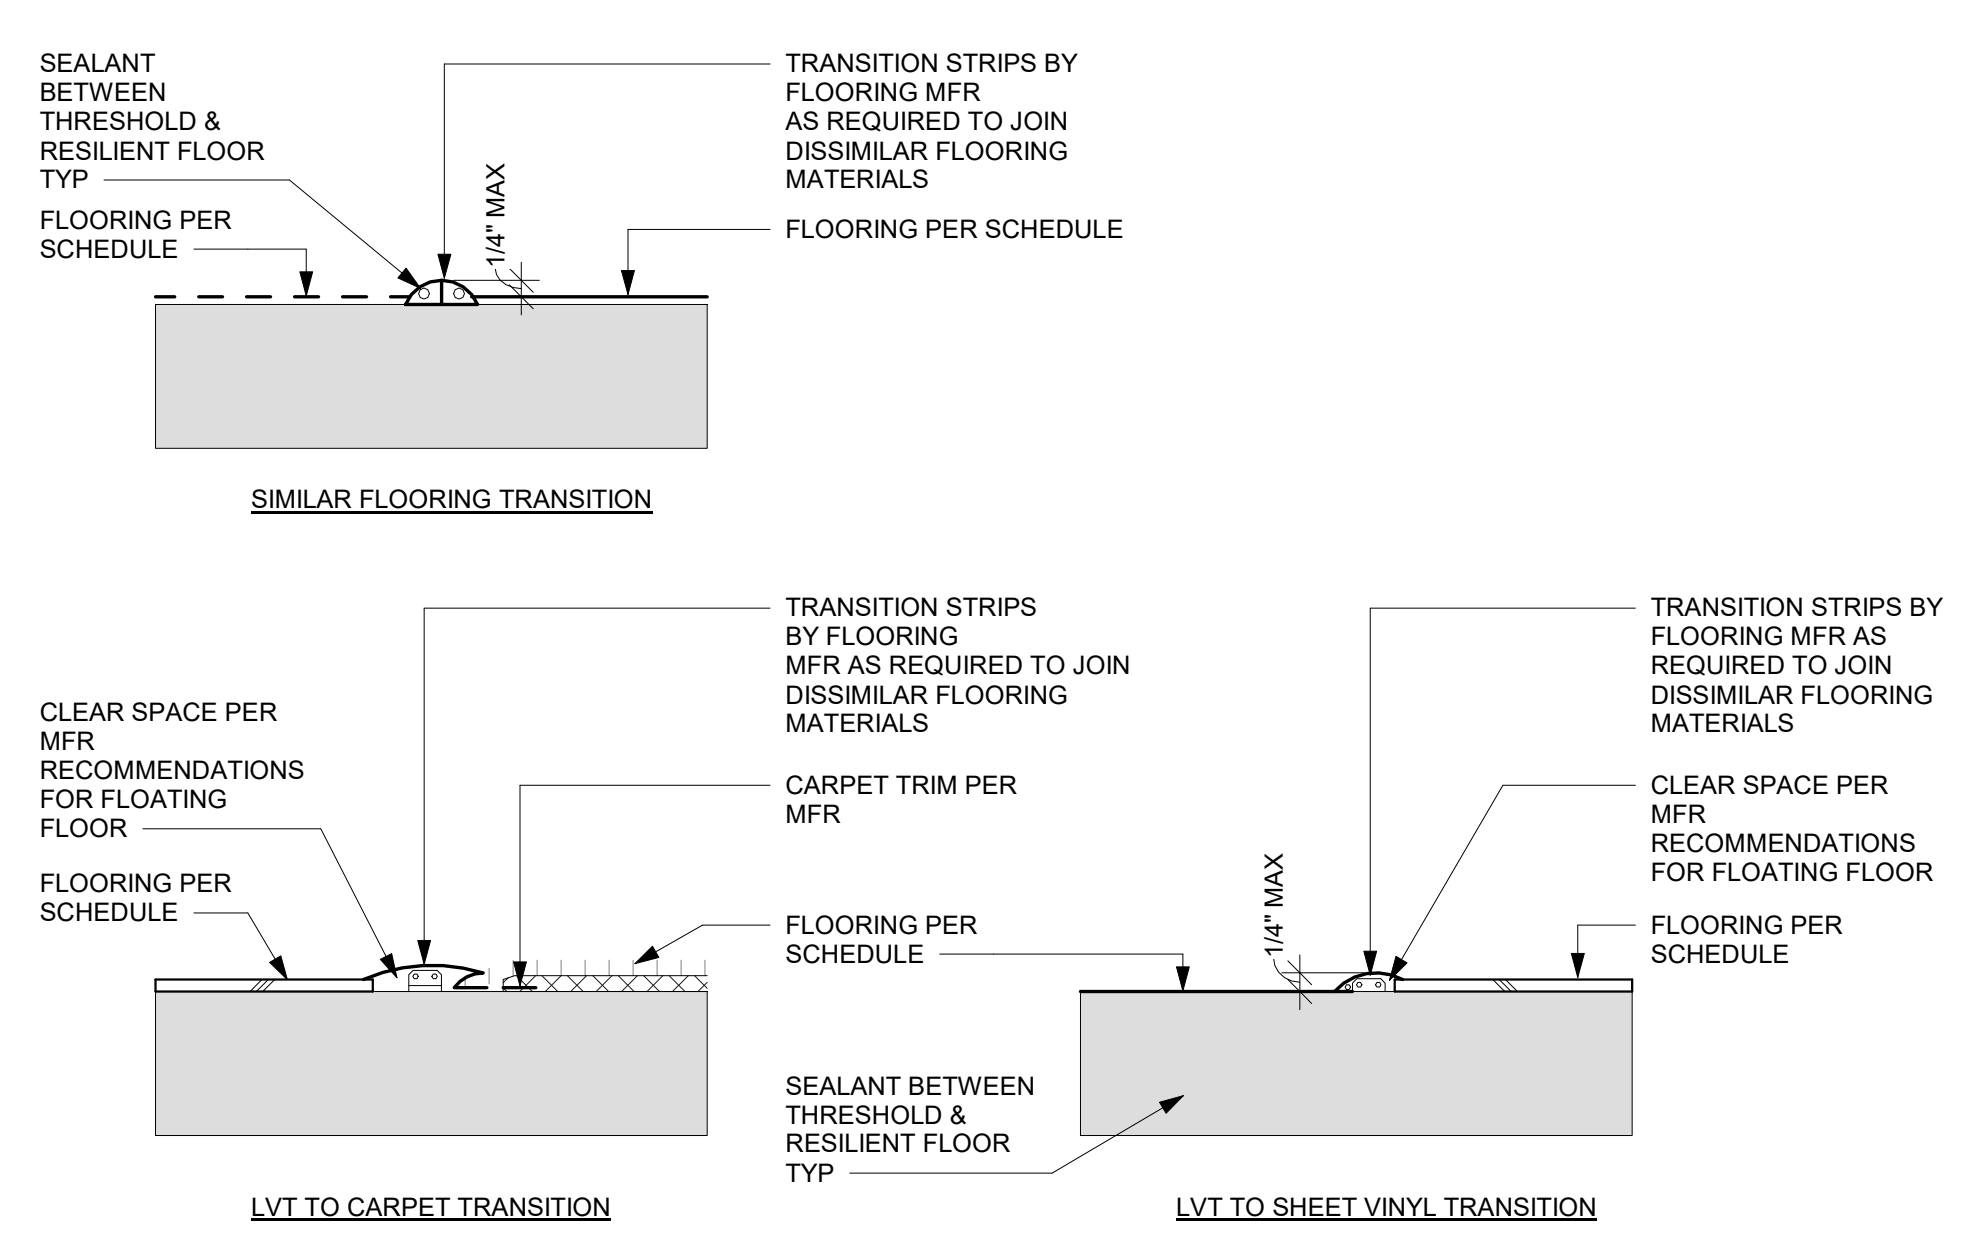 SEALANT
BETWEEN
THRESHOLD &
RESILIENT FLOOR
TYP
FLOORING PER
SCHEDULE
1/4" MAX
TRANSITION STRIPS BY
FLOORING MFR
AS REQUIRED TO JOIN
DISSIMILAR FLOORING
MATERIALS
FLOORING PER SCHEDULE
SIMILAR FLOORING TRANSITION
CLEAR SPACE PER
MFR
RECOMMENDATIONS
FOR FLOATING
FLOOR
FLOORING PER
SCHEDULE
TRANSITION STRIPS
BY FLOORING
MFR AS REQUIRED TO JOIN
DISSIMILAR FLOORING
MATERIALS
CARPET TRIM PER
MFR
FLOORING PER
SCHEDULE
SEALANT BETWEEN
THRESHOLD &
RESILIENT FLOOR
TYP
LVT TO CARPET TRANSITION
1/4" MAX
TRANSITION STRIPS BY
FLOORING MFR AS
REQUIRED TO JOIN
DISSIMILAR FLOORING
MATERIALS
CLEAR SPACE PER
MFR
RECOMMENDATIONS
FOR FLOATING FLOOR
FLOORING PER
SCHEDULE
LVT TO SHEET VINYL TRANSITION